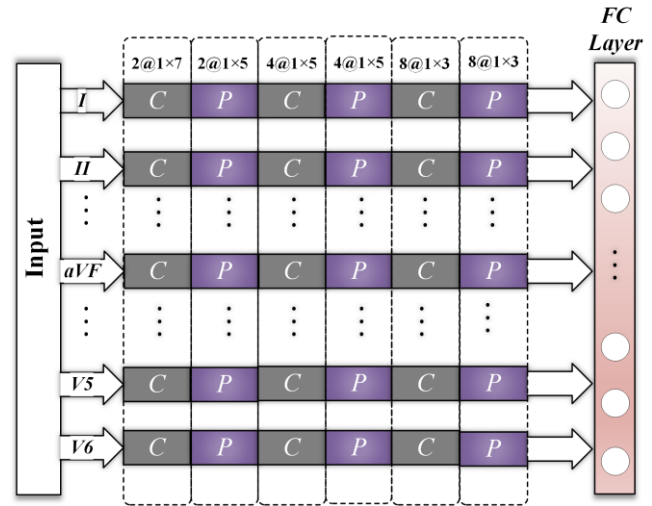 FC
Layer
2@1×7 2@1×5 4@1×5 4@1×5 8@1×3 8@1×3
Input
I C P C P C P
II C P C P C P
aVF C P C P C P
V5 C P C P C P
V6 C P C P C P